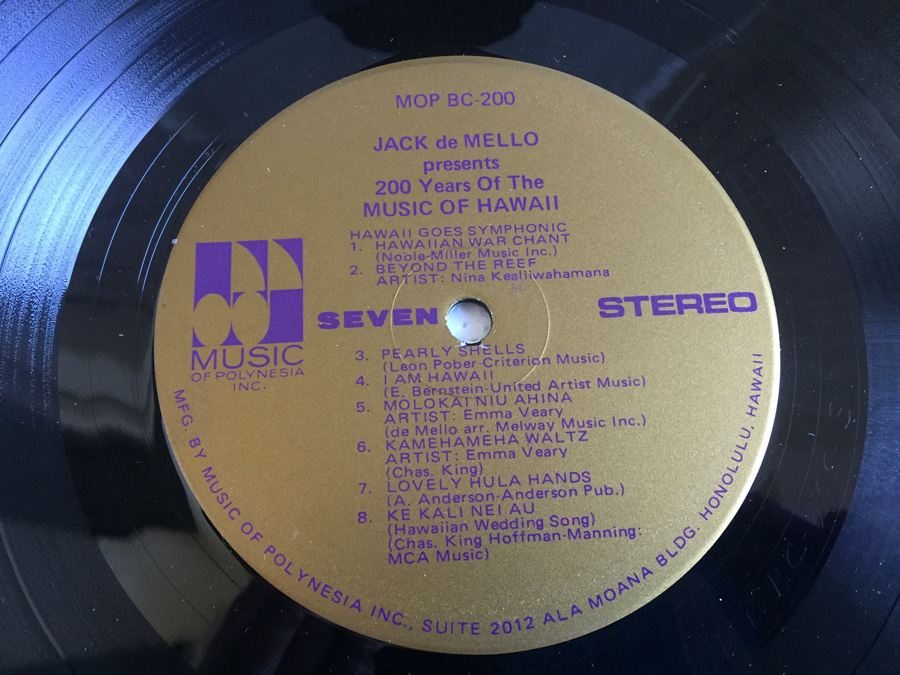 MOP BC-200
JACK de MELLO
presents
200 Years Of The
MUSIC OF HAWAII
HAWAII GOES SYMPHONIC
1. HAWAIIAN WAR CHANT
(Noble-Miller Music Inc.)
2. BEYOND THE REEF
ARTIST: Nina Kealiiwahamana
MUSIC
OF POLYNESIA
INC.
SEVEN
STEREO
3. PEARLY SHELLS
(Leon Pober-Criterion Music)
4. I AM HAWAII
(E. Bernstein-United Artist Music)
5. MOLOKAI NIU AHINA
ARTIST: Emma Veary
(de Mello arr. Melway Music Inc.)
6. KAMEHAMEHA WALTZ
ARTIST: Emma Veary
(Chas. King)
7. LOVELY HULA HANDS
(A. Anderson-Anderson Pub.)
8. KE KALI NEI AU
(Hawaiian Wedding Song)
(Chas. King Hoffman-Manning:
MCA Music)
MFG. BY MUSIC OF POLYNESIA INC., SUITE 2012 ALA MOANA BLDG. HONOLULU, HAWAII